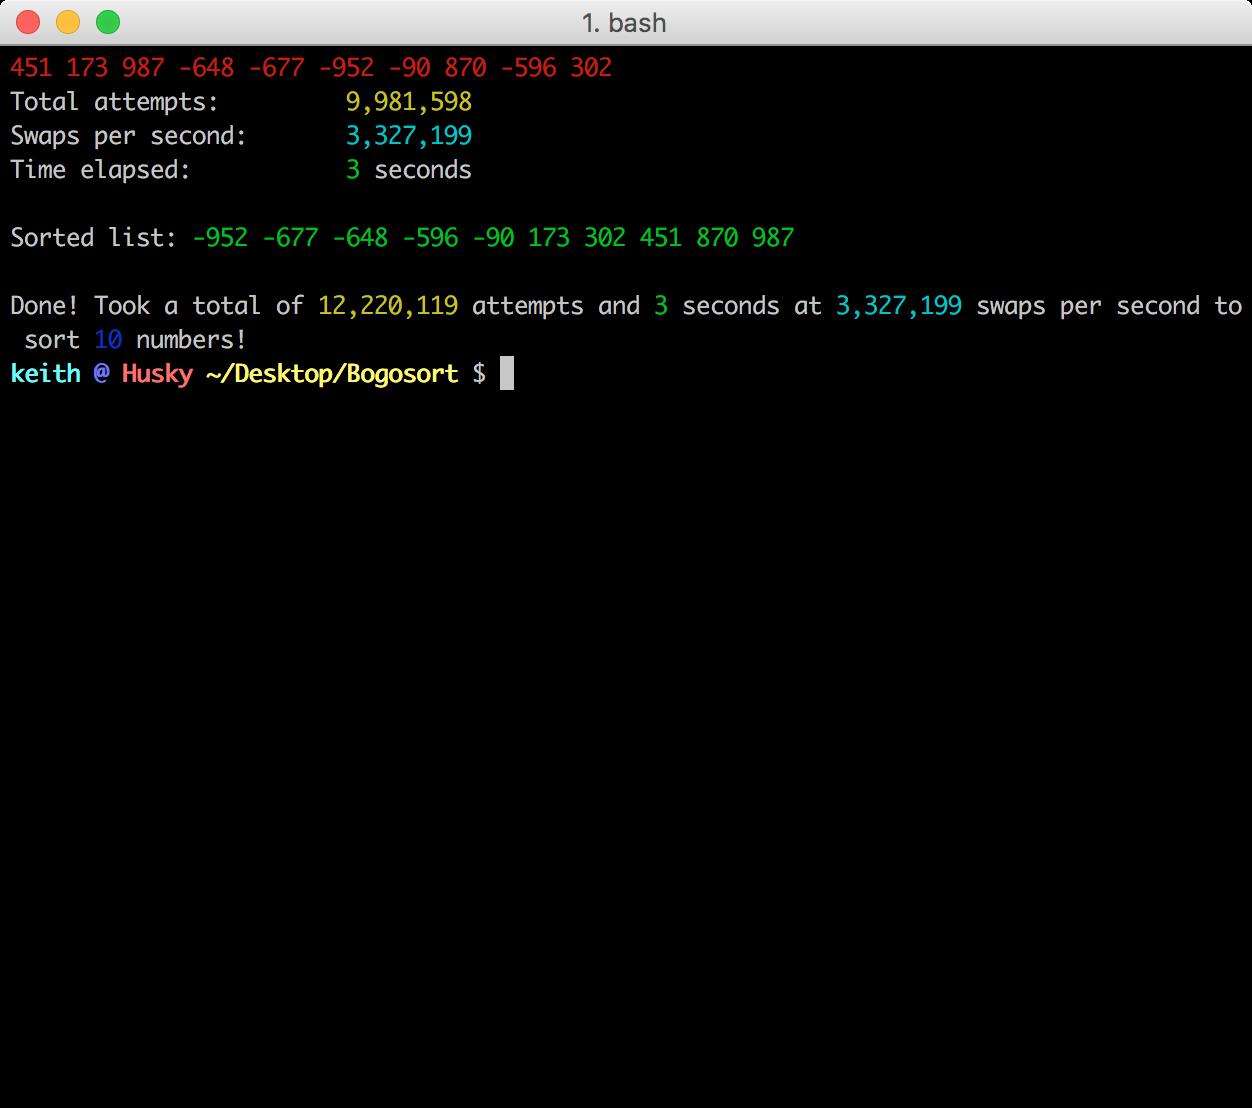 1. bash
451 173 987 -648 -677 -952 -90 870 -596 302
Total attempts: 9,981,598
Swaps per second: 3,327,199
Time elapsed: 3 seconds
Sorted list: -952 -677 -648 -596 -90 173 302 451 870 987
Done! Took a total of 12,220,119 attempts and 3 seconds at 3,327,199 swaps per second to
sort 10 numbers!
keith @ Husky ~/Desktop/Bogosort $